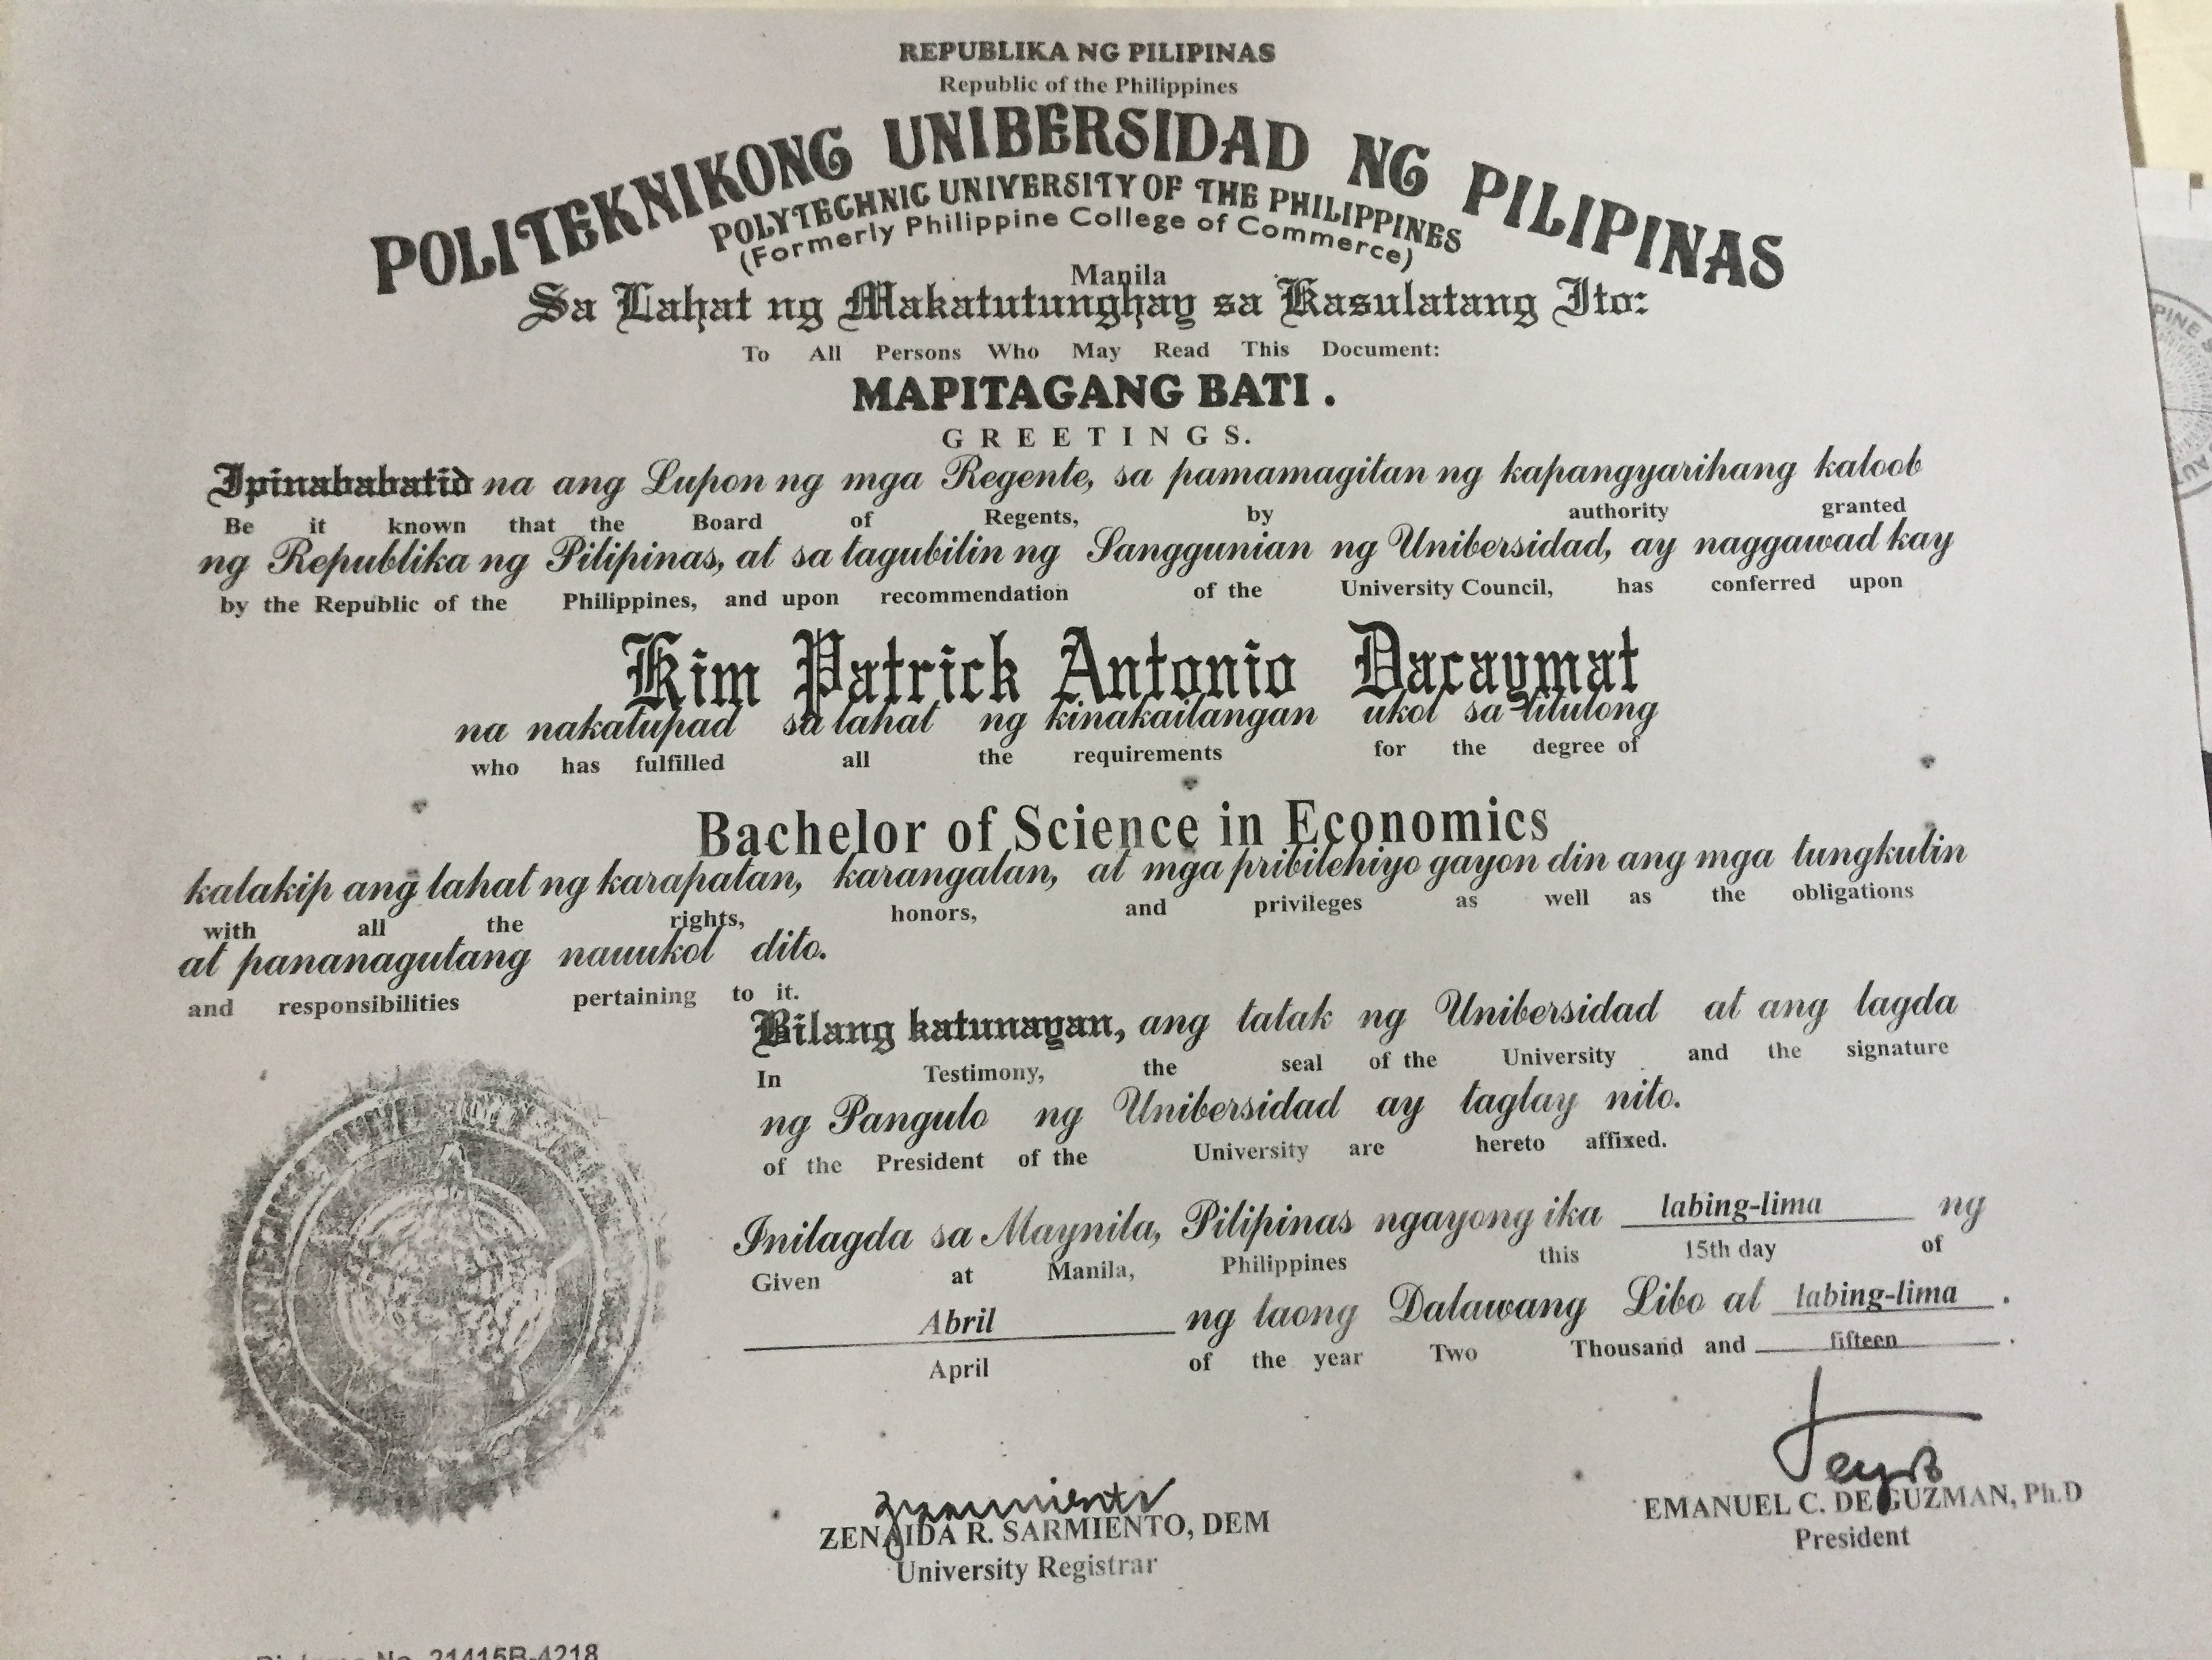 REPUBLIKA NG PILIPINAS
Republic of the Philippines
POLITEKNIKONG UNIBERSIDAD NG PILIPINAS
POLYTECHNIC UNIVERSITY OF THE PHILIPPINES
(Formerly Philippine College of Commerce)
Manila
Sa Lahat ng Makatutunghay sa Kasulatang Ito:
To All Persons Who May Read This Document:
MAPITAGANG BATI .
GREETINGS.
Ipinababatid na ang Lupon ng mga Regente, sa pamamagitan ng kapangyarihang kaloob
Be it known that the Board of Regents, by authority granted
ng Republika ng Pilipinas, at sa tagubilin ng Sanggunian ng Unibersidad, ay naggawad kay
by the Republic of the Philippines, and upon recommendation of the University Council, has conferred upon
Kim Patrick Antonio Dacaymat
na nakatupad sa lahat ng kinakailangan ukol sa titulong
who has fulfilled all the requirements for the degree of
Bachelor of Science in Economics
kalakip ang lahat ng karapatan, karangalan, at mga pribilehiyo gayon din ang mga tungkulin
with all the rights, honors, and privileges as well as the obligations
at pananagutang nauukol dito.
and responsibilities pertaining to it.
Bilang katunayan, ang tatak ng Unibersidad at ang lagda
In Testimony, the seal of the University and the signature
ng Pangulo ng Unibersidad ay taglay nito.
of the President of the University are hereto affixed.
Inilagda sa Maynila, Pilipinas ngayong ika labing-lima ng
Given at Manila, Philippines this 15th day of
Abril ng taong Dalawang Libo at labing-lima .
April of the year Two Thousand and fifteen .
ZENAIDA R. SARMIENTO, DEM
University Registrar
EMANUEL C. DE GUZMAN, Ph.D
President
Diploma No. 21415B-4218